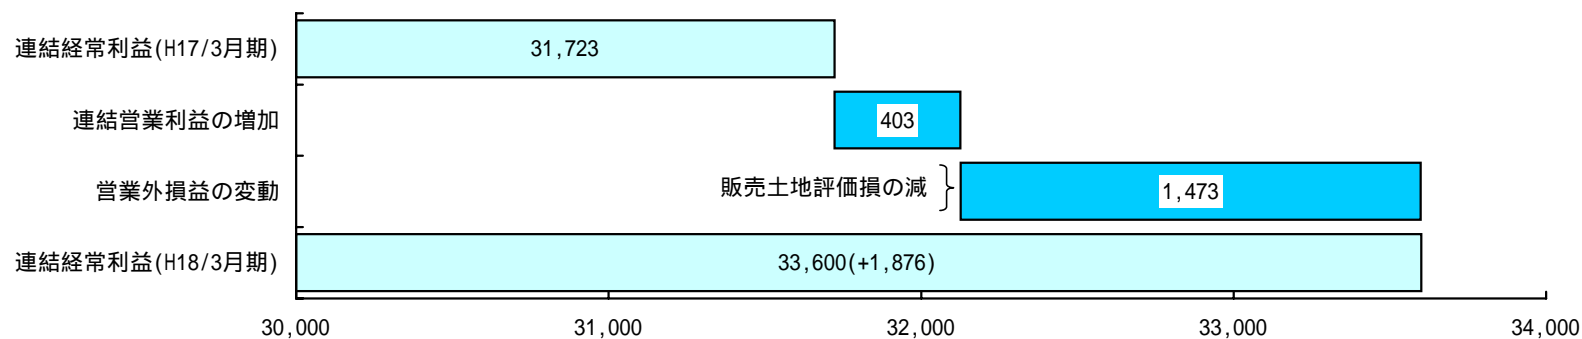 連結経常利益(H17/3月期)
31,723
連結営業利益の増加
403
営業外損益の変動
販売土地評価損の減
1,473
連結経常利益(H18/3月期)
33,600(+1,876)
30,000
31,000
32,000
33,000
34,000